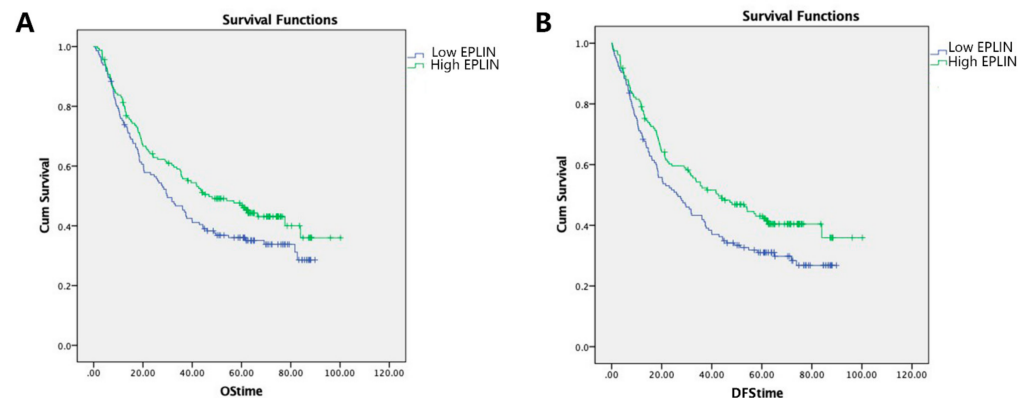 A
Survival Functions
Low EPLIN
High EPLIN
1.0
0.8
0.6
0.4
0.2
0.0
Cum Survival
.00 20.00 40.00 60.00 80.00 100.00 120.00
OStime
B
Survival Functions
Low EPLIN
High EPLIN
1.0
0.8
0.6
0.4
0.2
0.0
Cum Survival
.00 20.00 40.00 60.00 80.00 100.00 120.00
DFStime